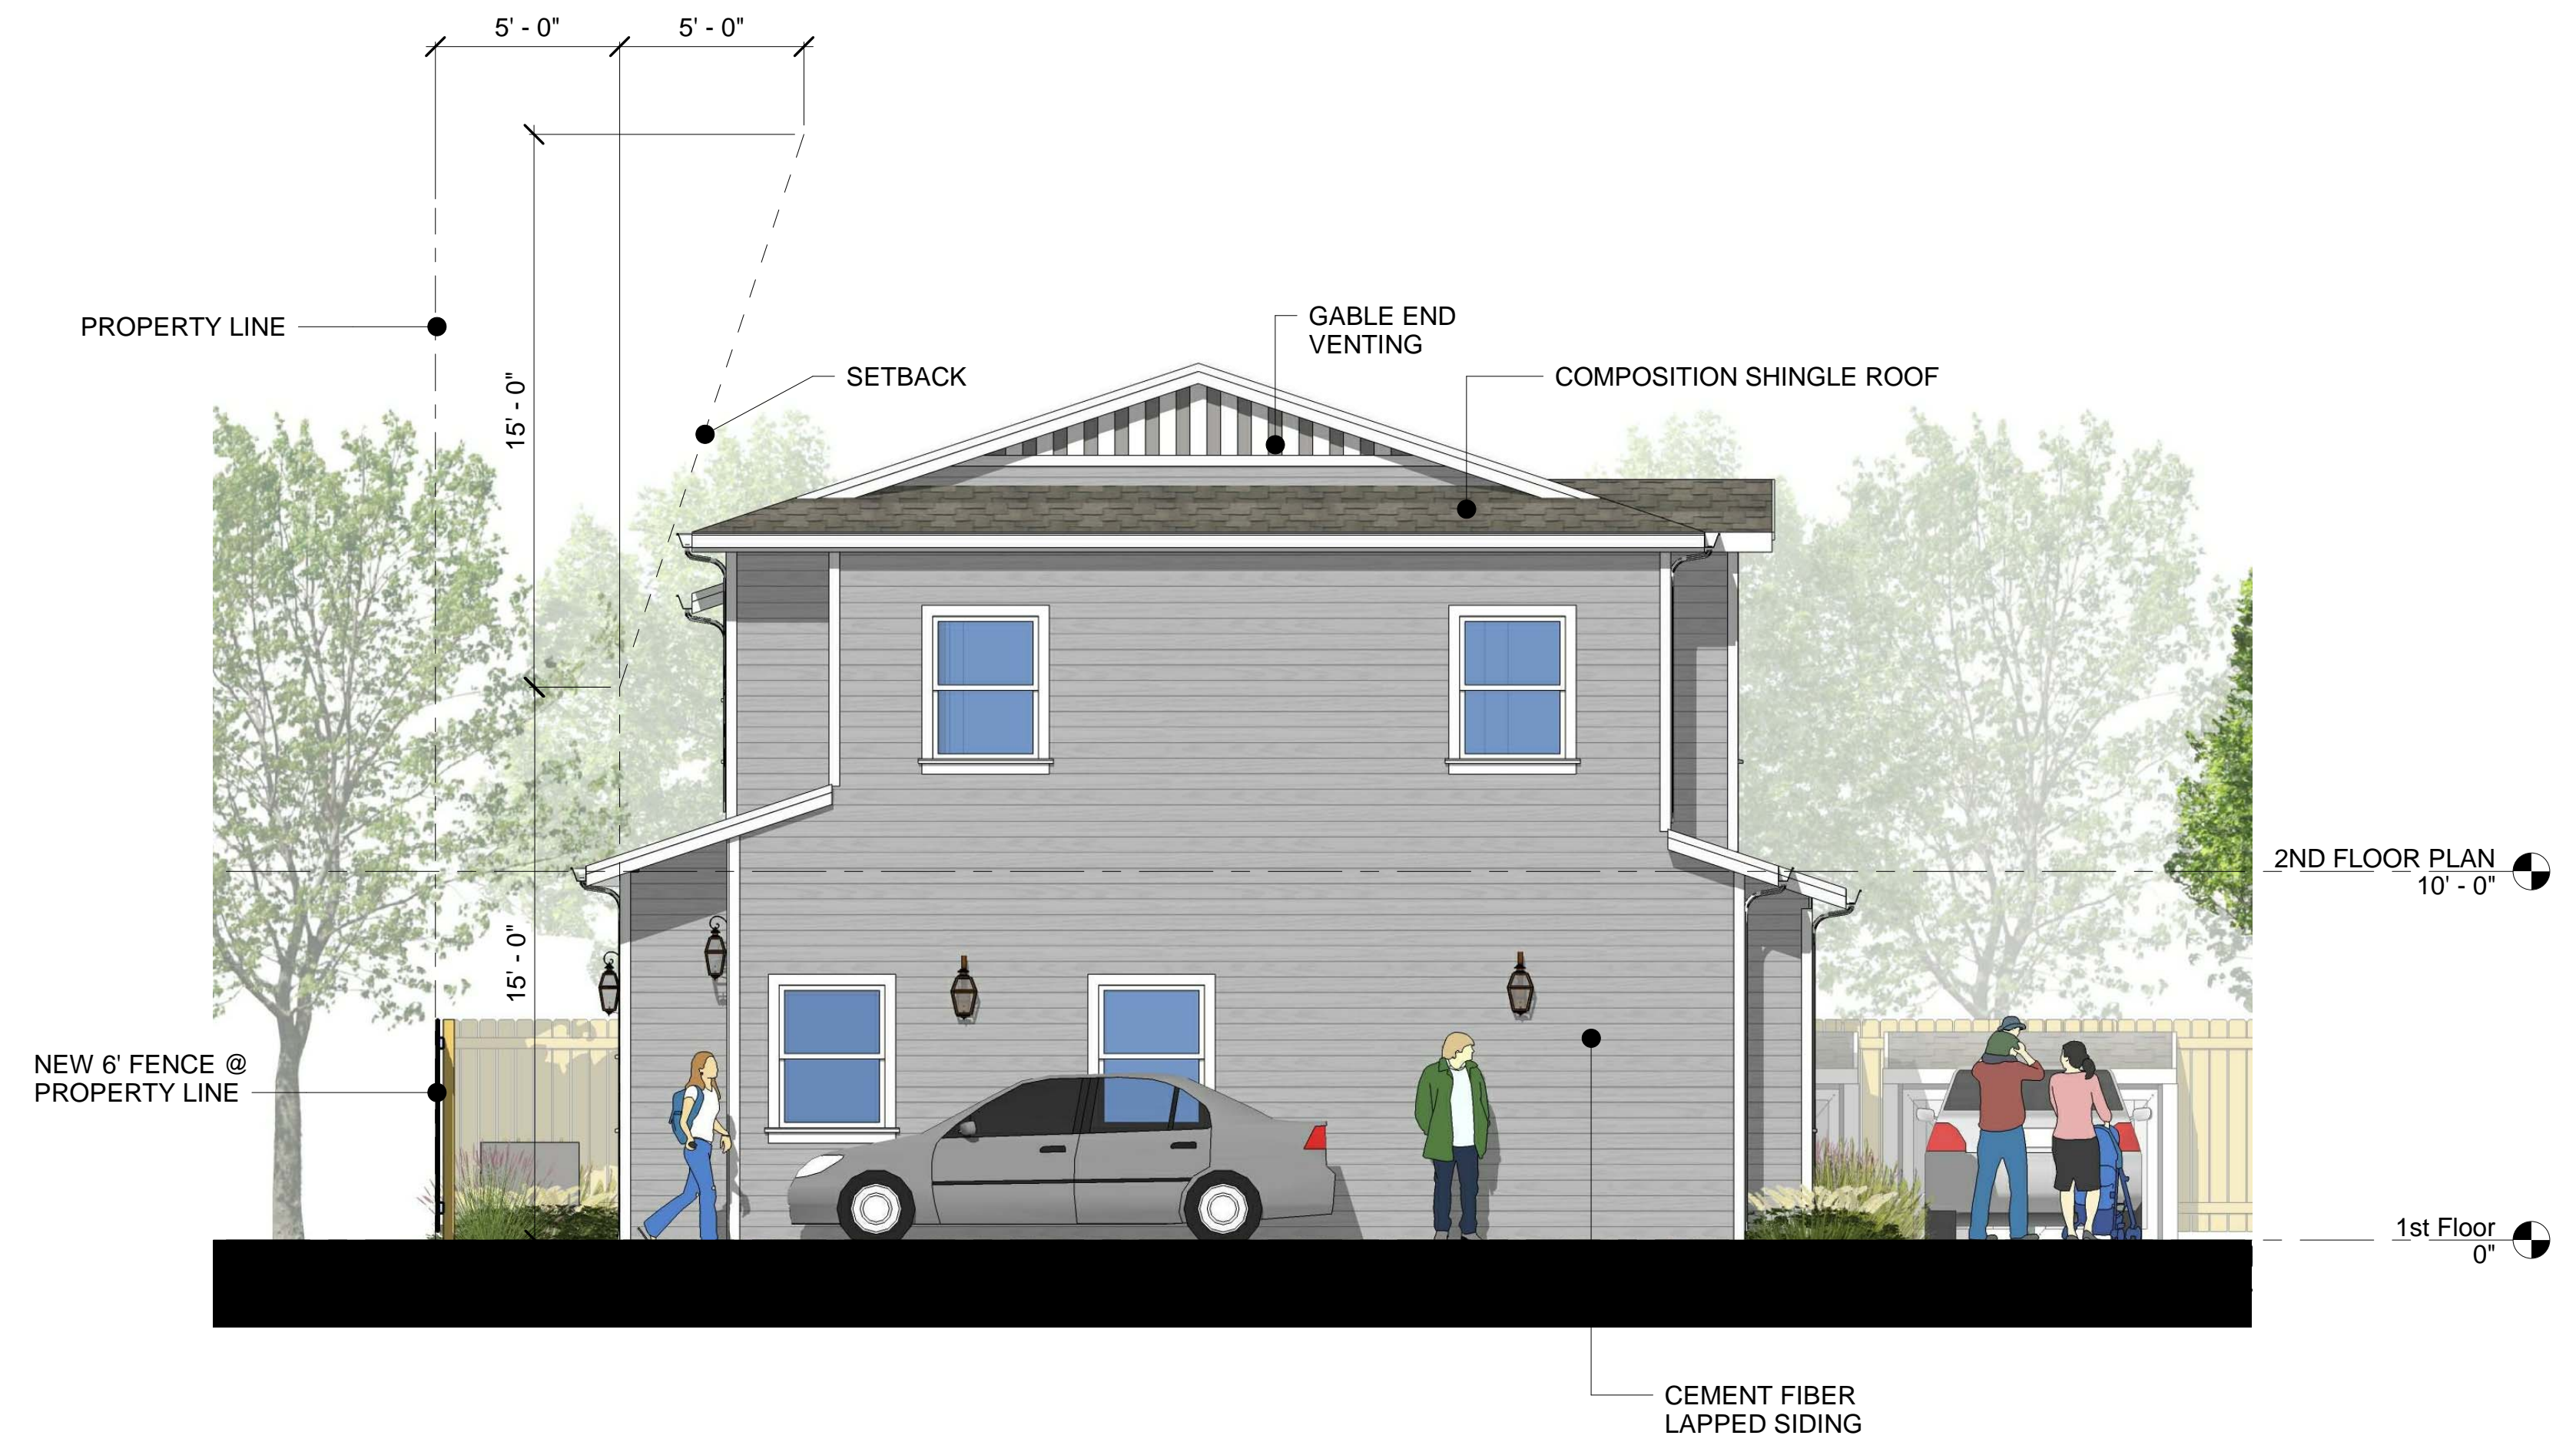 5' - 0"
5' - 0"
PROPERTY LINE
15' - 0"
SETBACK
GABLE END
VENTING
COMPOSITION SHINGLE ROOF
2ND FLOOR PLAN
10' - 0"
15' - 0"
NEW 6' FENCE @
PROPERTY LINE
1st Floor
0"
CEMENT FIBER
LAPPED SIDING